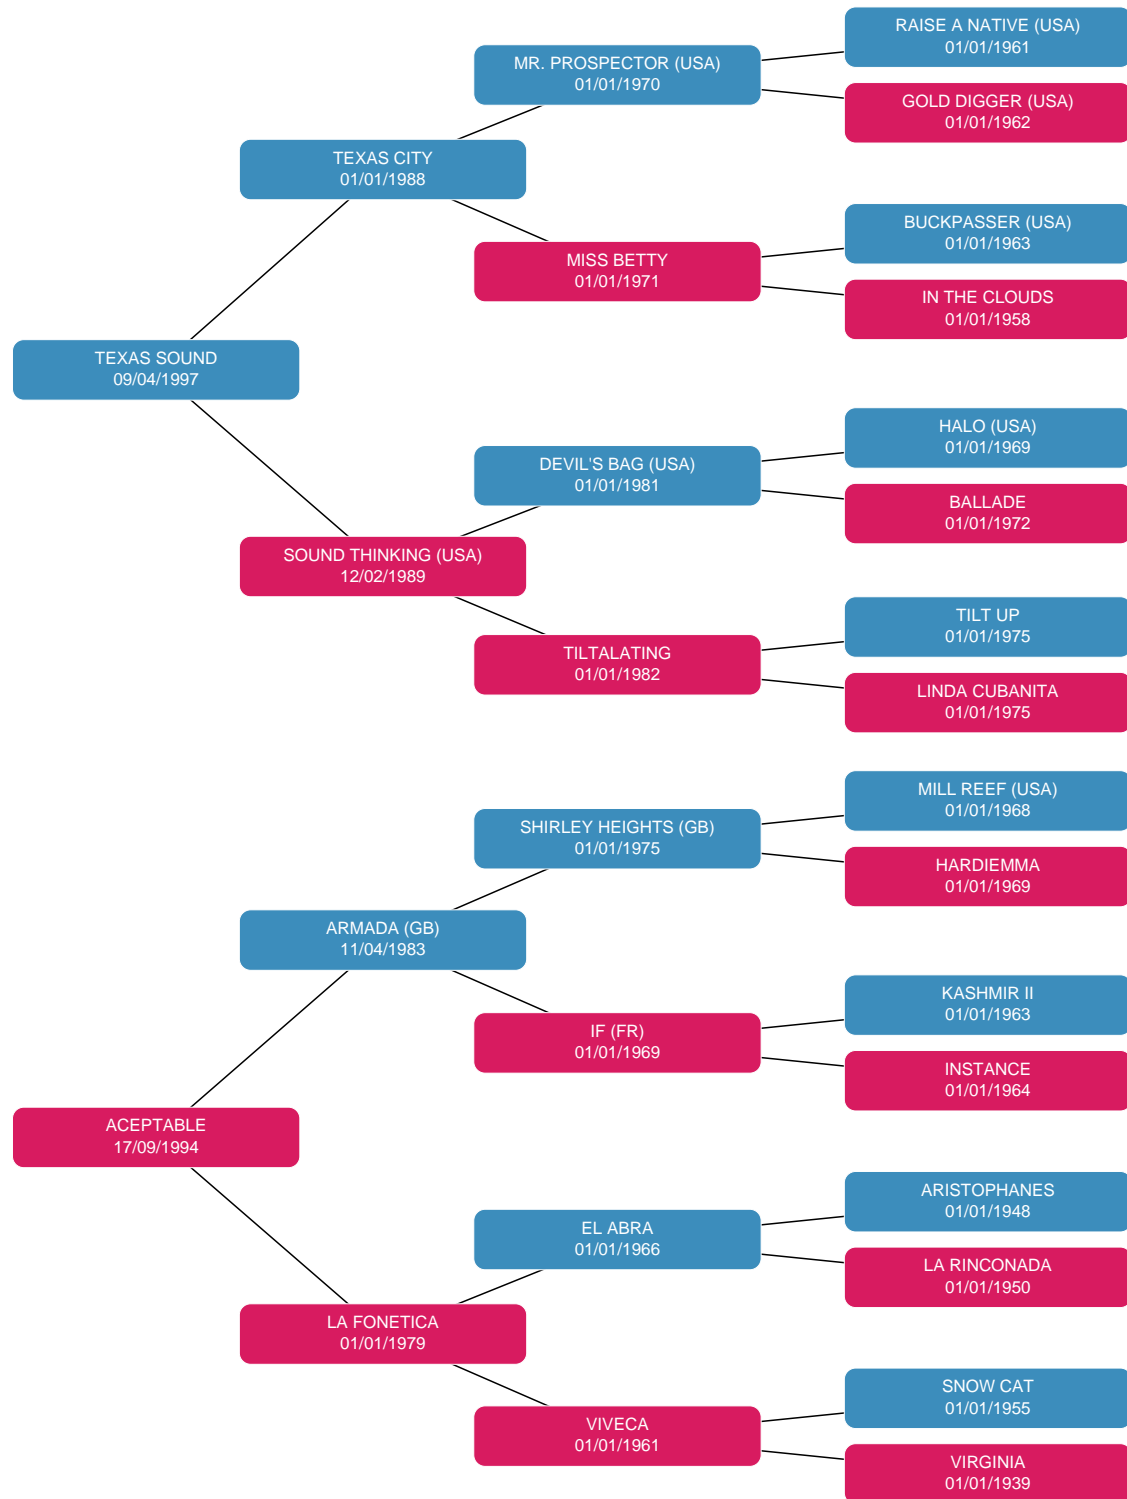 RAISE A NATIVE (USA)
01/01/1961
MR. PROSPECTOR (USA)
01/01/1970
GOLD DIGGER (USA)
01/01/1962
TEXAS CITY
01/01/1988
BUCKPASSER (USA)
01/01/1963
MISS BETTY
01/01/1971
IN THE CLOUDS
01/01/1958
TEXAS SOUND
09/04/1997
HALO (USA)
01/01/1969
DEVIL'S BAG (USA)
01/01/1981
BALLADE
01/01/1972
SOUND THINKING (USA)
12/02/1989
TILT UP
01/01/1975
TILTALATING
01/01/1982
LINDA CUBANITA
01/01/1975
MILL REEF (USA)
01/01/1968
SHIRLEY HEIGHTS (GB)
01/01/1975
HARDIEMMA
01/01/1969
ARMADA (GB)
11/04/1983
KASHMIR II
01/01/1963
IF (FR)
01/01/1969
INSTANCE
01/01/1964
ACEPTABLE
17/09/1994
ARISTOPHANES
01/01/1948
EL ABRA
01/01/1966
LA RINCONADA
01/01/1950
LA FONETICA
01/01/1979
SNOW CAT
01/01/1955
VIVECA
01/01/1961
VIRGINIA
01/01/1939